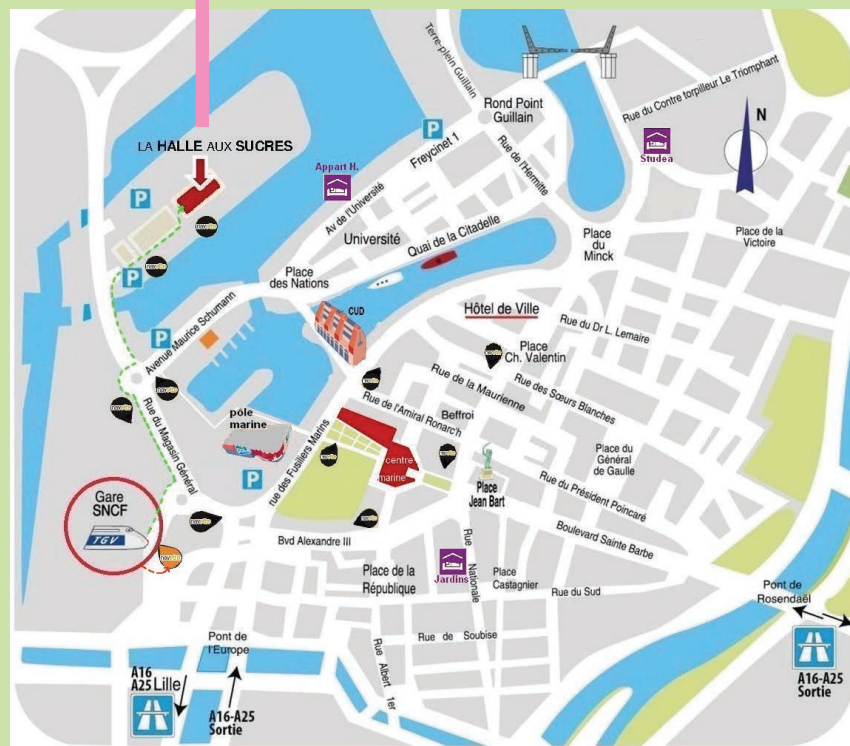 Terre-plein Guillain
Rue du Contre torpilleur Le Triomphant
Rond Point
Guillain
N
LA HALLE AUX SUCRES
P
Freycinet 1
Rue de l'Hermitte
Studea
Appart H.
P
Av de l'Université
Université
Quai de la Citadelle
Place
du
Minck
Place de la
Victoire
P
Place
des Nations
CUD
Hôtel de Ville
Rue du Dr L. Lemaire
Avenue Maurice Schumann
P
Place
Ch. Valentin
Rue de la Maurienne
Rue des Sœurs Blanches
Rue du Magasin Général
pôle
marine
Rue de l'Amiral Ronarc'h
Beffroi
rue des Fusiliers Marins
centre
marine
Place du
Général
de Gaulle
P
Place
Jean Bart
Rue du Président Poincaré
Gare
SNCF
TGV
Bvd Alexandre III
Boulevard Sainte Barbe
Place de la
République
Jardins
Rue Nationale
Place
Castagnier
Rue du Sud
Pont de
Rosendaël
Pont de
l'Europe
Rue de Soubise
Rue Albert 1er
A16
A25 Lille
A16-A25
Sortie
A16-A25
Sortie